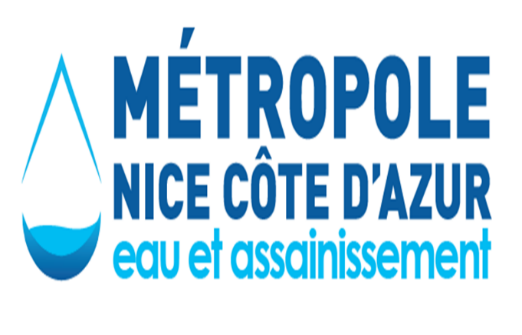 MÉTROPOLE
NICE CÔTE D'AZUR
eau et assainissement